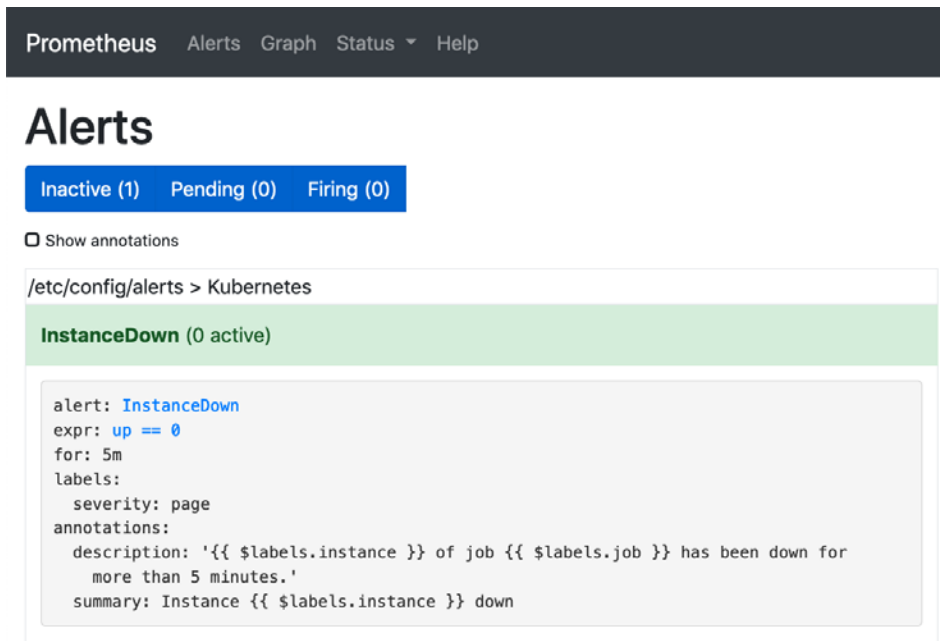 Prometheus Alerts Graph Status Help
Alerts
Inactive (1) Pending (0) Firing (0)
Show annotations
/etc/config/alerts > Kubernetes
InstanceDown (0 active)
alert: InstanceDown
expr: up == 0
for: 5m
labels:
  severity: page
annotations:
  description: '{{ $labels.instance }} of job {{ $labels.job }} has been down for
    more than 5 minutes.'
  summary: Instance {{ $labels.instance }} down